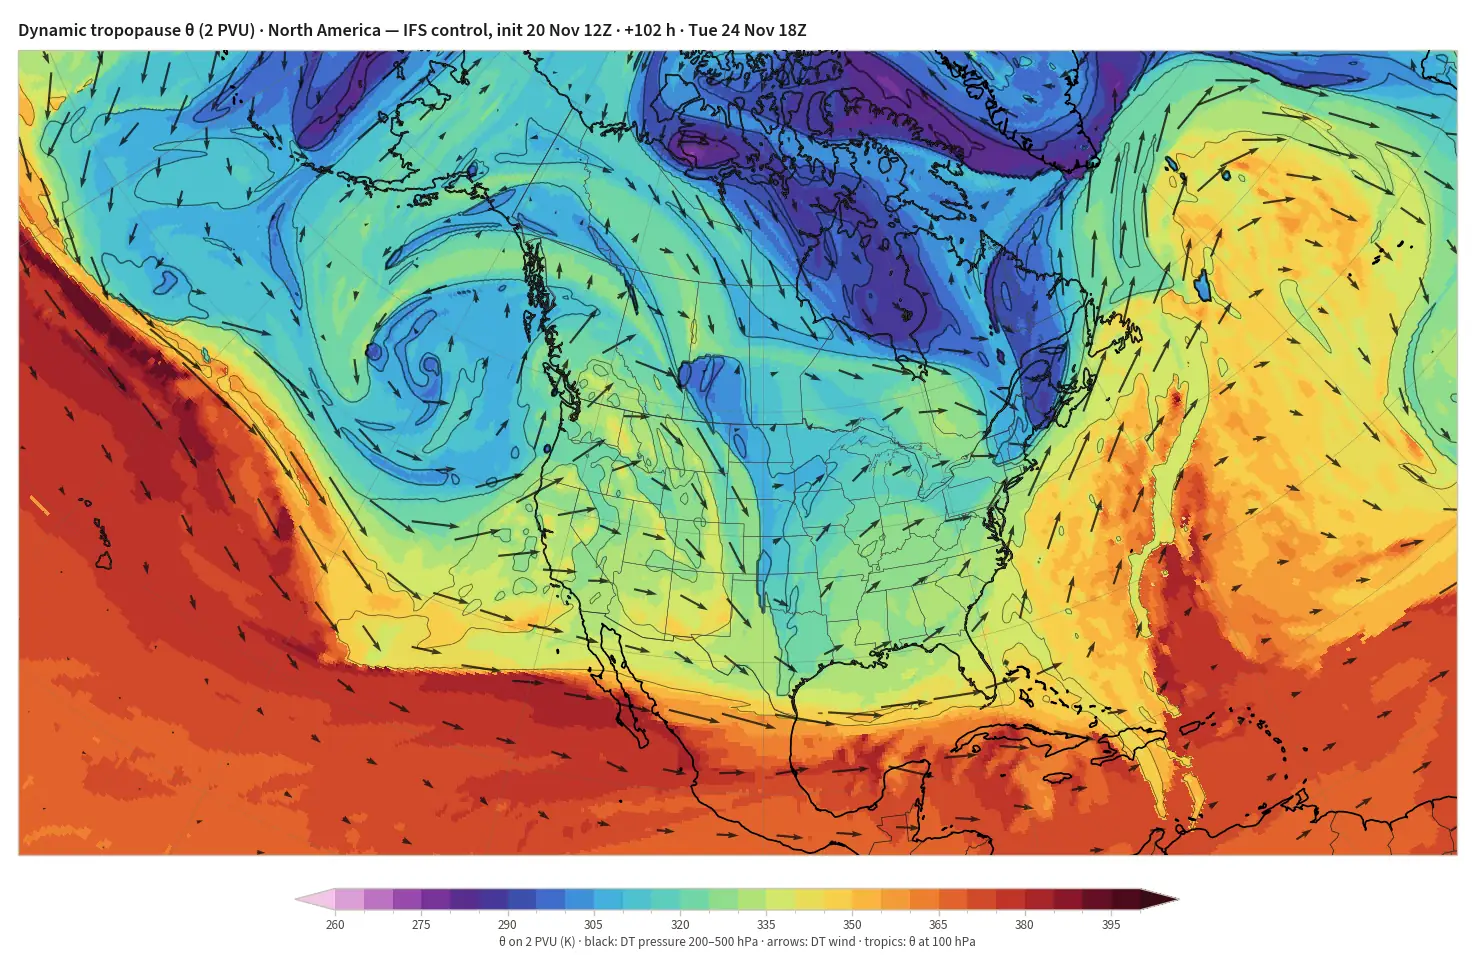 Dynamic tropopause θ (2 PVU) · North America — IFS control, init 20 Nov 12Z · +102 h · Tue 24 Nov 18Z
260 275 290 305 320 335 350 365 380 395
θ on 2 PVU (K) · black: DT pressure 200–500 hPa · arrows: DT wind · tropics: θ at 100 hPa